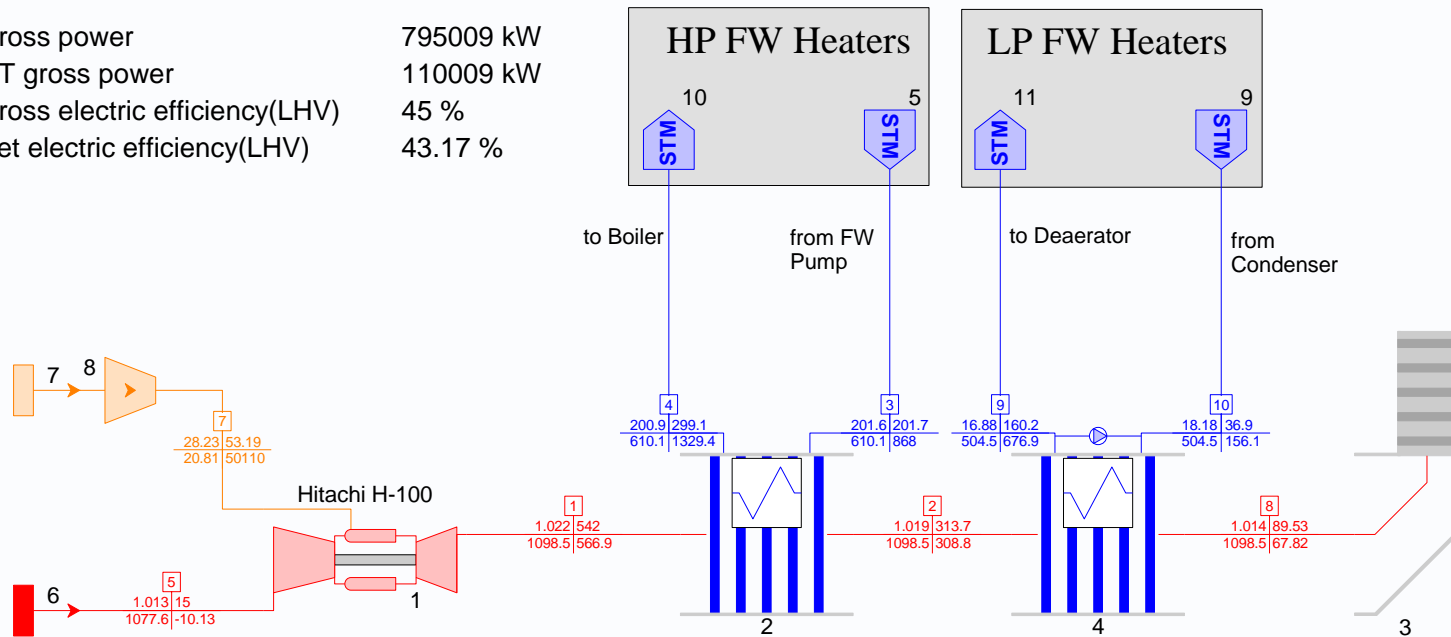 ross power 795009 kW
T gross power 110009 kW
ross electric efficiency(LHV) 45 %
et electric efficiency(LHV) 43.17 %
HP FW Heaters
LP FW Heaters
10
5
11
9
STM
STM
STM
STM
to Boiler
from FW
Pump
to Deaerator
from
Condenser
7
8
7
28.23 53.19
20.81 50110
4
200.9 299.1
610.1 1329.4
3
201.6 201.7
610.1 868
9
16.88 160.2
504.5 676.9
10
18.18 36.9
504.5 156.1
Hitachi H-100
1
1.022 542
1098.5 566.9
2
1.019 313.7
1098.5 308.8
8
1.014 89.53
1098.5 67.82
6
5
1.013 15
1077.6 -10.13
1
2
4
3